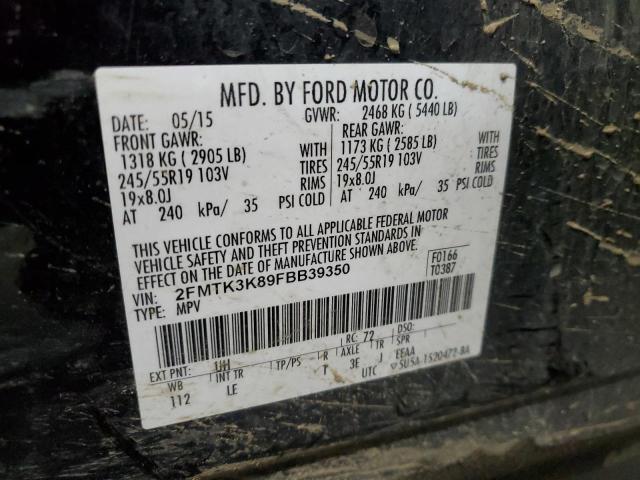 MFD. BY FORD MOTOR CO.
DATE: 05/15 GVWR: 2468 KG ( 5440 LB)
FRONT GAWR: REAR GAWR:
1318 KG ( 2905 LB) WITH 1173 KG ( 2585 LB) WITH
245/55R19 103V TIRES 245/55R19 103V TIRES
19x8.0J RIMS 19x8.0J RIMS
AT 240 kPa/ 35 PSI COLD AT 240 kPa/ 35 PSI COLD
THIS VEHICLE CONFORMS TO ALL APPLICABLE FEDERAL MOTOR
VEHICLE SAFETY AND THEFT PREVENTION STANDARDS IN
EFFECT ON THE DATE OF MANUFACTURE SHOWN ABOVE.
VIN: 2FMTK3K89FBB39350 F0166
TYPE: MPV T0387
RC: 72 DSO:
EXT PNT: UH
WB INT TR TP/PS R AXLE TR SPR
112 LE T 3E J EEAA
UTC